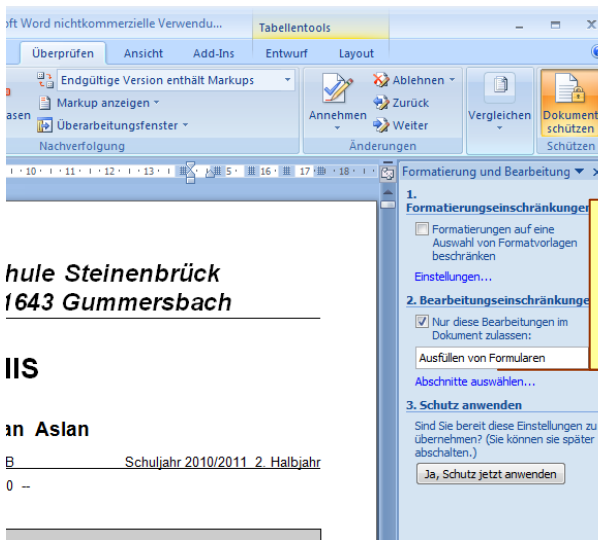 oft Word nichtkommerzielle Verwendu...
Tabellentools
Überprüfen Ansicht Add-Ins Entwurf Layout
Endgültige Version enthält Markups
Markup anzeigen
asen
Überarbeitungsfenster
Nachverfolgung
Annehmen
Ablehnen
Zurück
Weiter
Änderungen
Vergleichen
Dokument
schützen
Schützen
10 11 12 13 5 16 17 18
Formatierung und Bearbeitung
1.
Formatierungseinschränkungen
Formatierungen auf eine
Auswahl von Formatvorlagen
beschränken
Einstellungen...
2. Bearbeitungseinschränkunge
Nur diese Bearbeitungen im
Dokument zulassen:
Ausfüllen von Formularen
Abschnitte auswählen...
3. Schutz anwenden
Sind Sie bereit diese Einstellungen zu
übernehmen? (Sie können sie später
abschalten.)
Ja, Schutz jetzt anwenden
hule Steinenbrück
1643 Gummersbach
IIS
an Aslan
B Schuljahr 2010/2011 2. Halbjahr
0 --